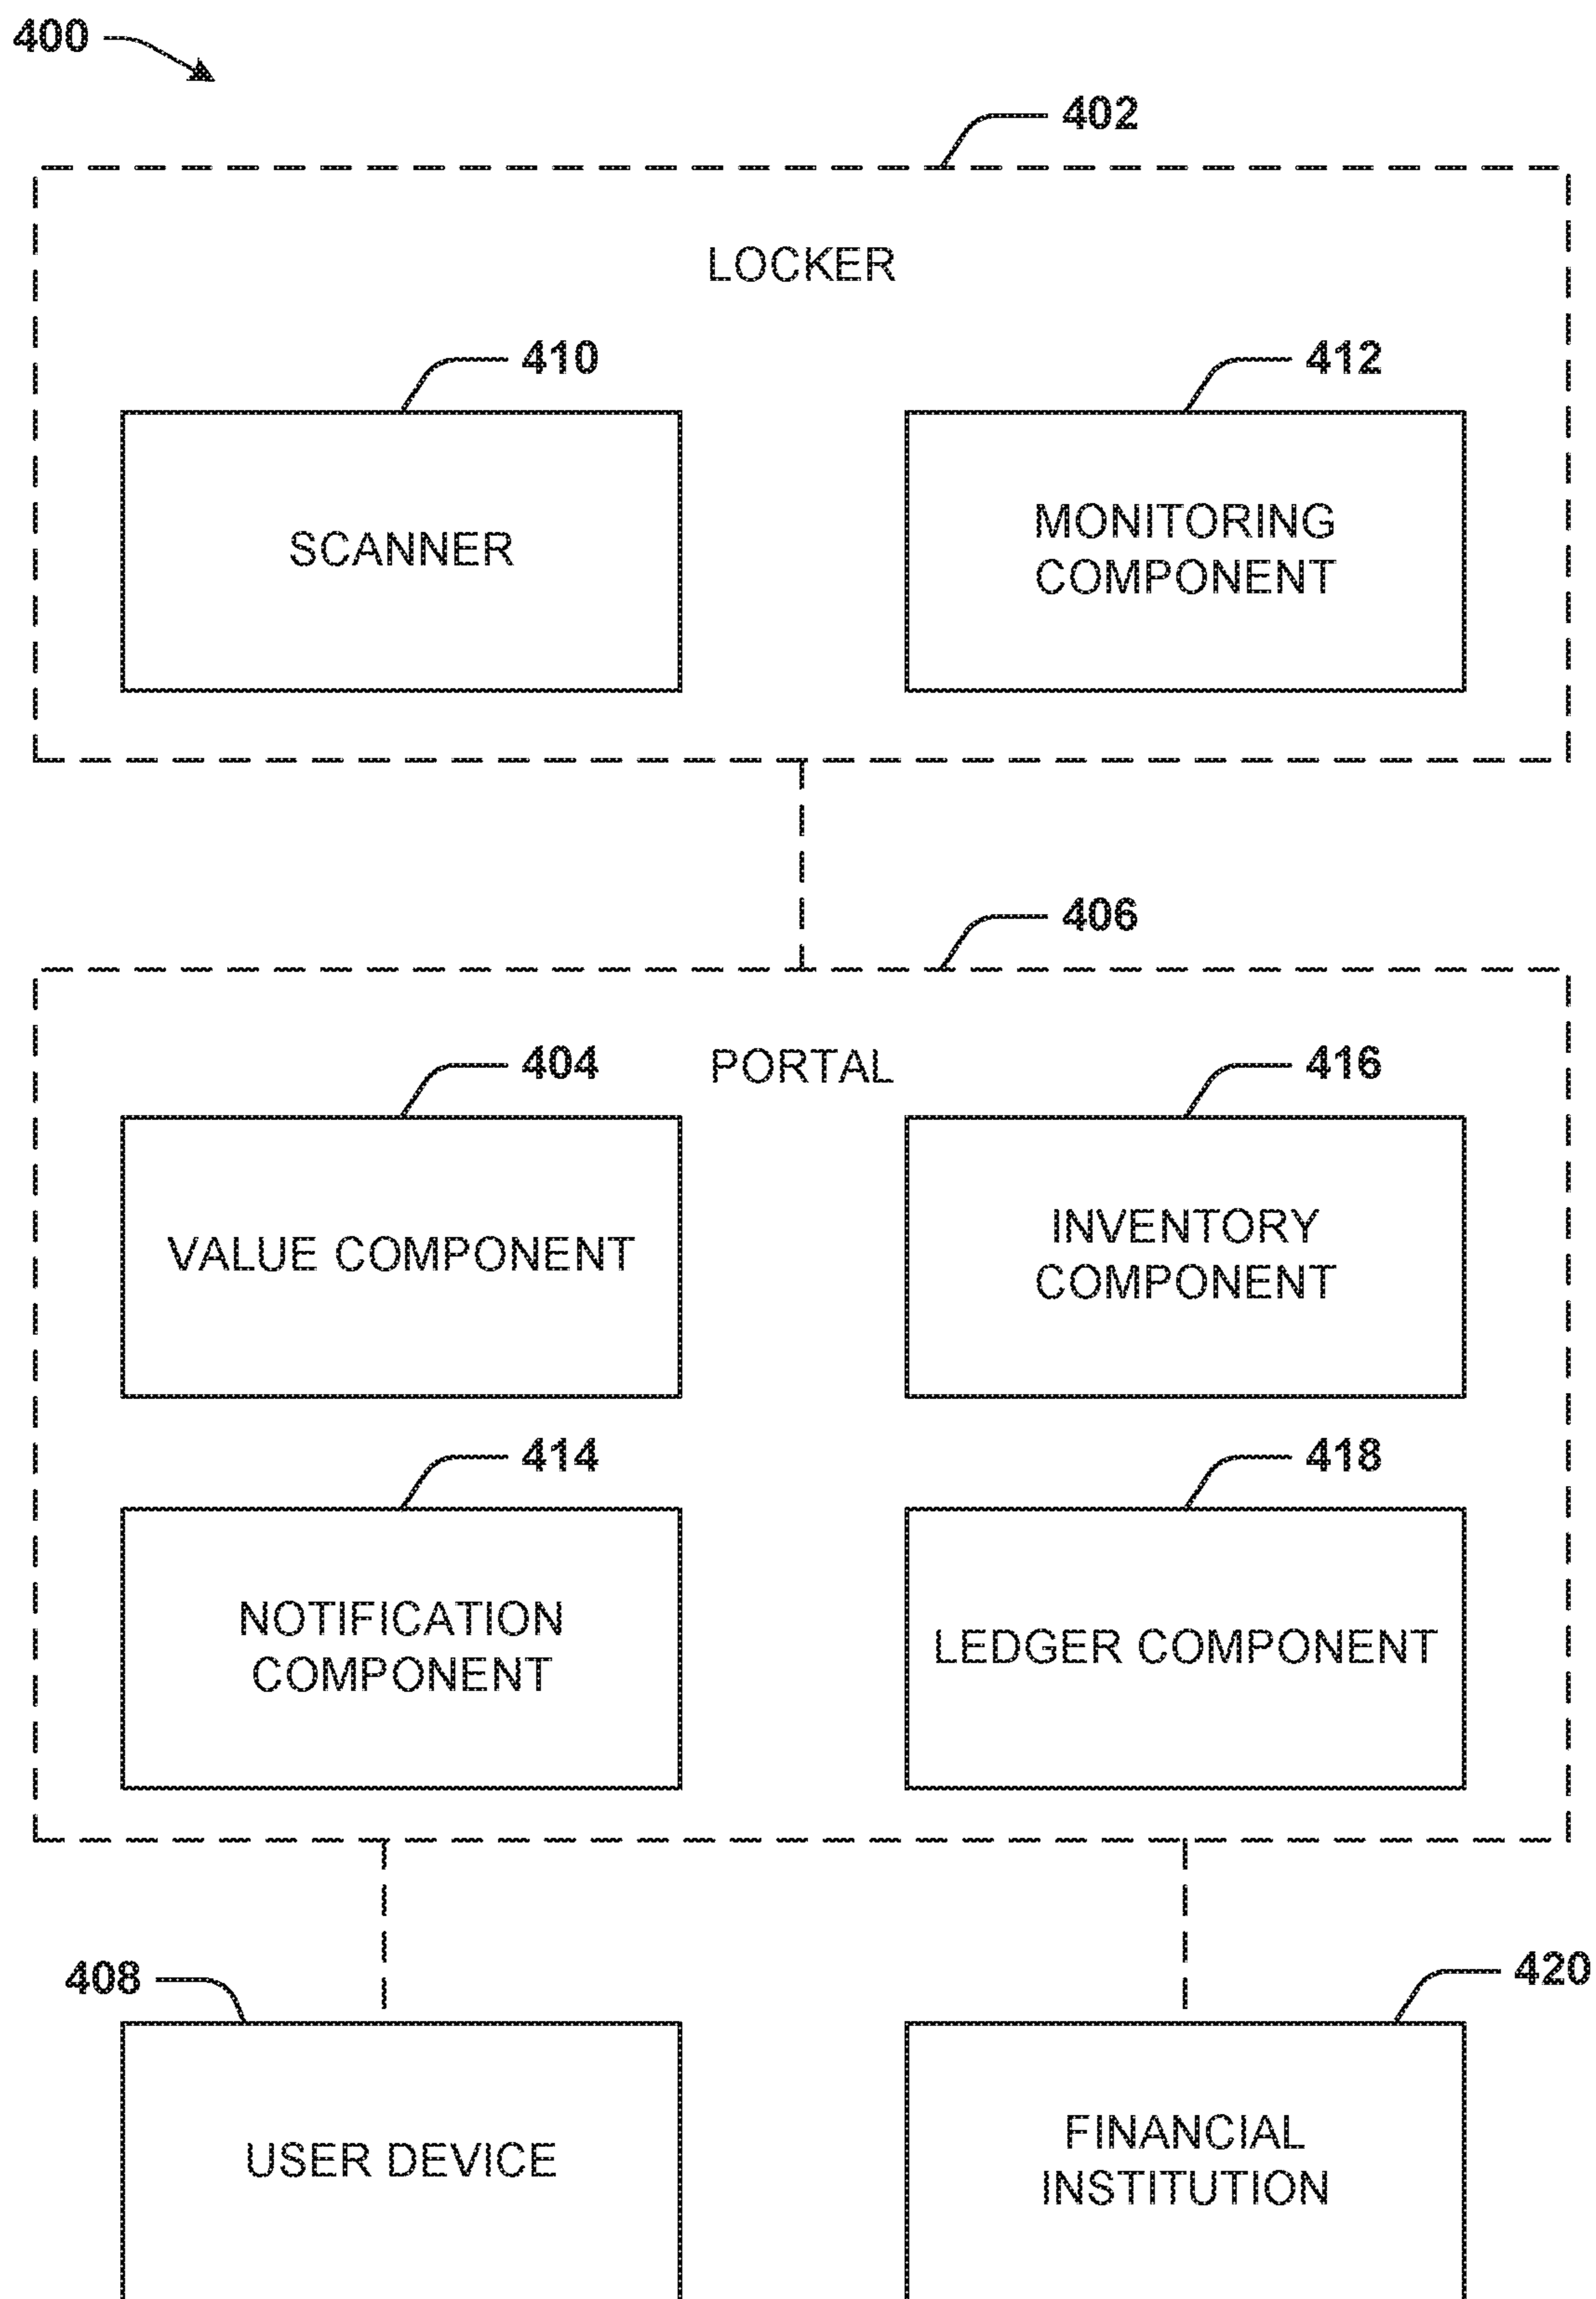 400
402
LOCKER
410
412
SCANNER
MONITORING
COMPONENT
406
404
PORTAL
416
VALUE COMPONENT
INVENTORY
COMPONENT
414
418
NOTIFICATION
COMPONENT
LEDGER COMPONENT
408
420
USER DEVICE
FINANCIAL
INSTITUTION